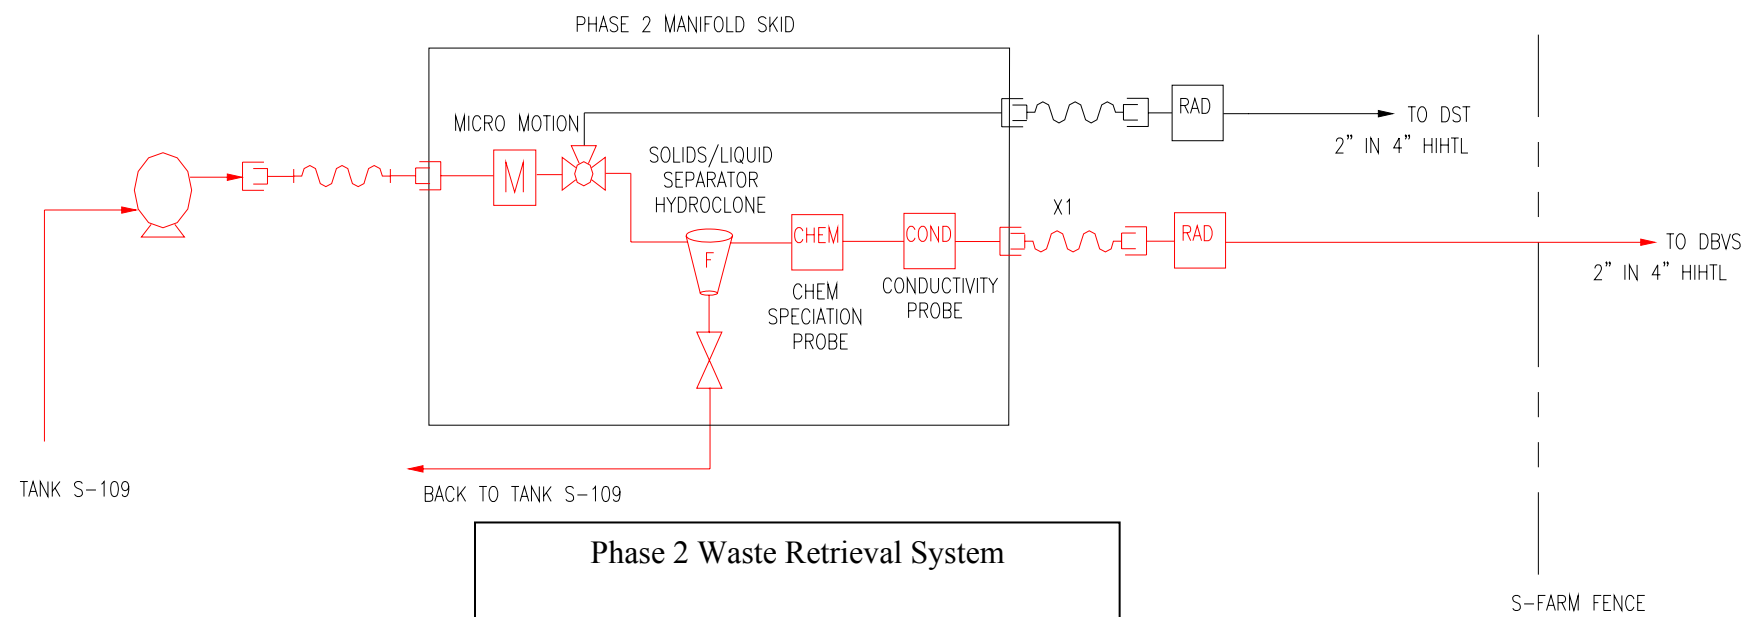 PHASE 2 MANIFOLD SKID
MICRO MOTION
M
SOLIDS/LIQUID
SEPARATOR
HYDROCLONE
F
CHEM
CHEM
SPECIATION
PROBE
COND
CONDUCTIVITY
PROBE
RAD
TO DST
2" IN 4" HIHTL
X1
RAD
TO DBVS
2" IN 4" HIHTL
TANK S-109
BACK TO TANK S-109
Phase 2 Waste Retrieval System
S-FARM FENCE